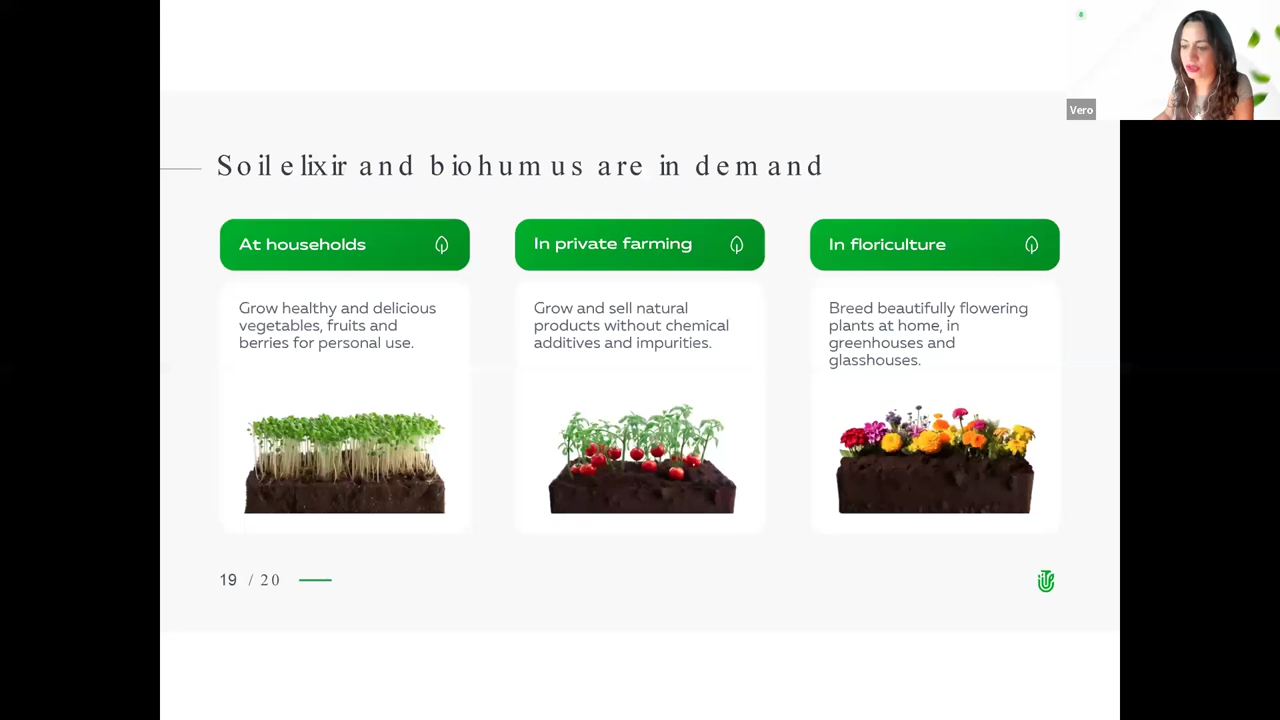 Vero
Soil elixir and biohumus are in demand
At households
In private farming
In floriculture
Grow healthy and delicious
vegetables, fruits and
berries for personal use.
Grow and sell natural
products without chemical
additives and impurities.
Breed beautifully flowering
plants at home, in
greenhouses and
glasshouses.
19 / 20